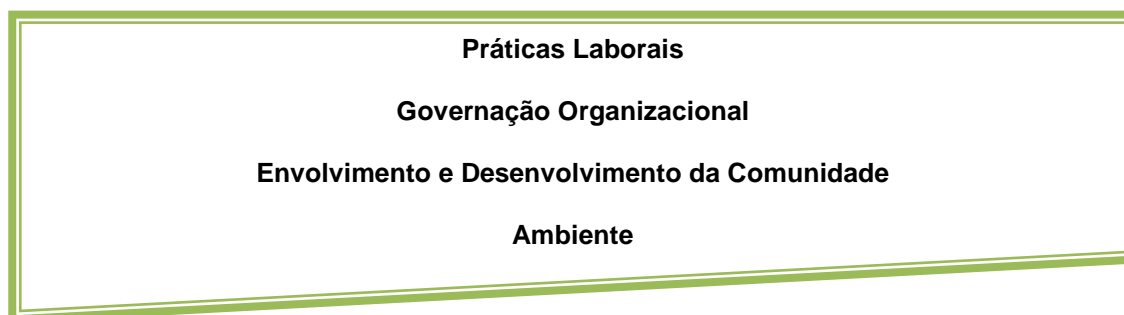 Práticas Laborais
Governação Organizacional
Envolvimento e Desenvolvimento da Comunidade
Ambiente